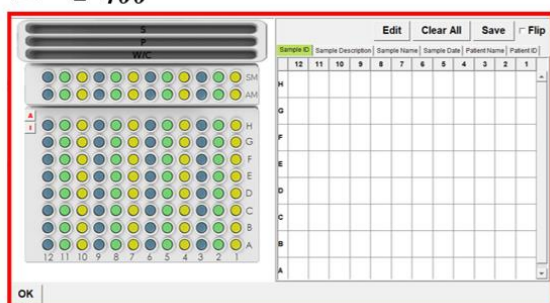 = 400
S
P
W/C
SM
AM
A
I
H
G
F
E
D
C
B
A
12 11 10 9 8 7 6 5 4 3 2 1
Edit Clear All Save Flip
Sample ID Sample Description Sample Name Sample Date Patient Name Patient ID
12 11 10 9 8 7 6 5 4 3 2 1
H
G
F
E
D
C
B
A
OK